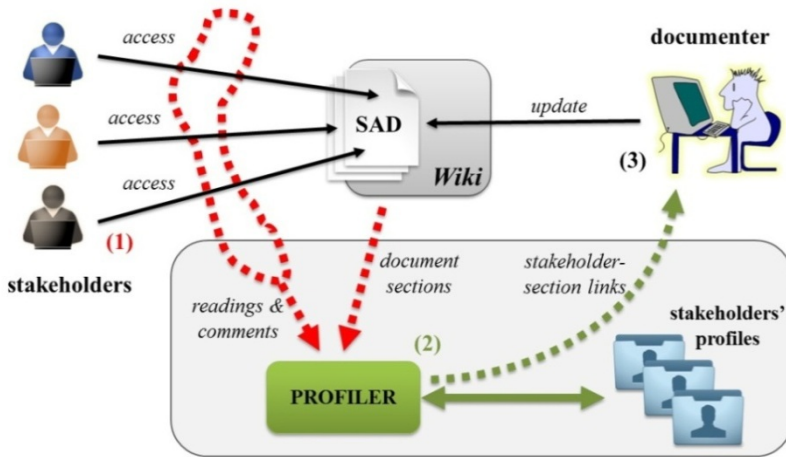 access
documenter
SAD
update
access
Wiki
(3)
access
(1)
stakeholders
document
sections
stakeholder-
section links
readings &
comments
stakeholders'
profiles
(2)
PROFILER